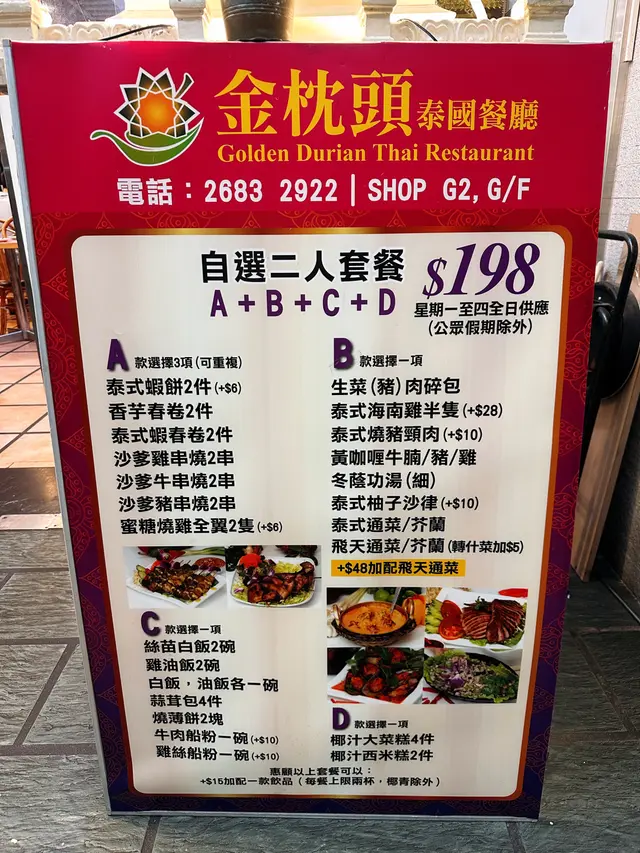 金枕頭泰國餐廳
Golden Durian Thai Restaurant
電話：2683 2922 | SHOP G2, G/F
自選二人套餐
A+B+C+D
$198
星期一至四全日供應
(公眾假期除外)
A 款選擇3項(可重複)
泰式蝦餅2件(+$6)
香芋春卷2件
泰式蝦春卷2件
沙爹雞串燒2串
沙爹牛串燒2串
沙爹豬串燒2串
蜜糖燒雞全翼2隻(+$6)
B 款選擇一項
生菜(豬)肉碎包
泰式海南雞半隻(+$28)
泰式燒豬頸肉(+$10)
黃咖喱牛腩/豬/雞
冬蔭功湯(細)
泰式柚子沙律(+$10)
泰式通菜/芥蘭
飛天通菜/芥蘭(轉什菜加$5)
+$48加配飛天通菜
C 款選擇一項
絲苗白飯2碗
雞油飯2碗
白飯，油飯各一碗
蒜茸包4件
燒薄餅2塊
牛肉船粉一碗(+$10)
雞絲船粉一碗(+$10)
D 款選擇一項
椰汁大菜糕4件
椰汁西米糕2件
惠顧以上套餐可以：
+$15加配一款飲品（每餐上限兩杯，椰青除外）